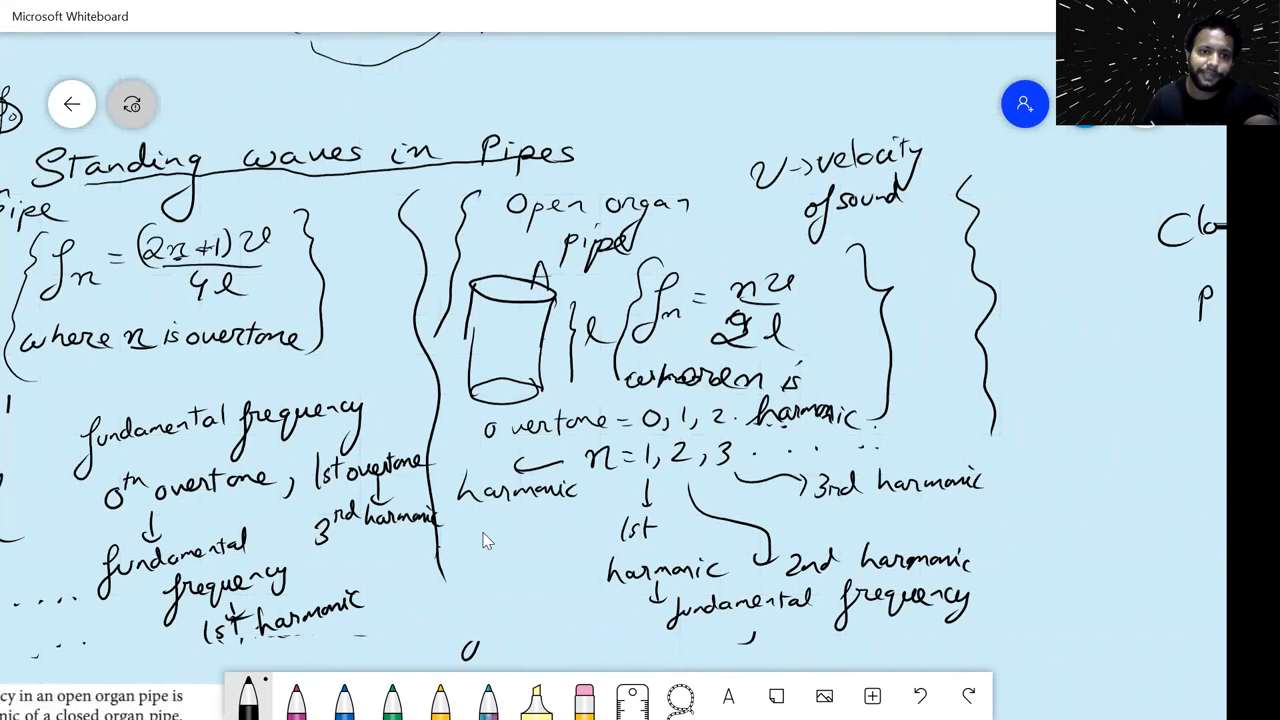 Microsoft Whiteboard
Standing waves in Pipes
Pipe
fn = (2n+1)v
4l
where n is overtone
fundamental frequency
0th overtone, 1st overtone
3rd harmonic
fundamental
frequency
1st harmonic
Open organ
pipe
A
l
fn = nv
2l
n is
overtone = 0, 1, 2. harmonic
n = 1, 2, 3 . . . . .
harmonic
1st
harmonic
3rd harmonic
2nd harmonic
fundamental frequency
v → velocity
of sound
Clo
P
0
cy in an open organ pipe is
nic of a closed organ pipe.
A